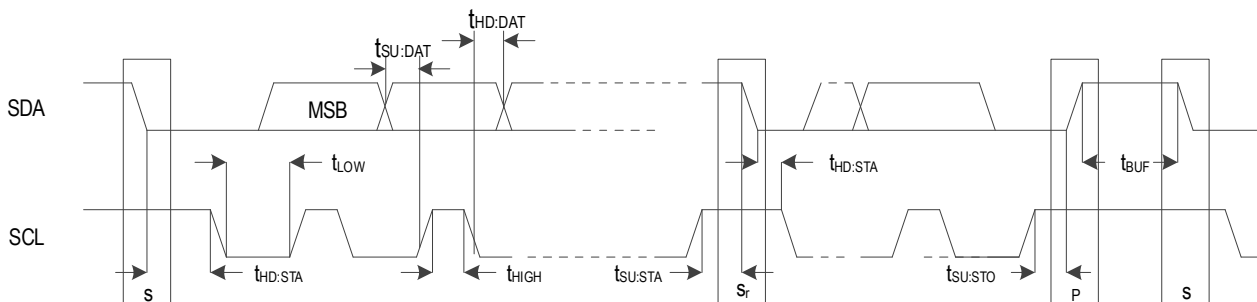 tHD:DAT
tSU:DAT
SDA
MSB
tLOW
tHD:STA
tBUF
SCL
tHD:STA
tHIGH
tSU:STA
tSU:STO
S
Sr
P
S